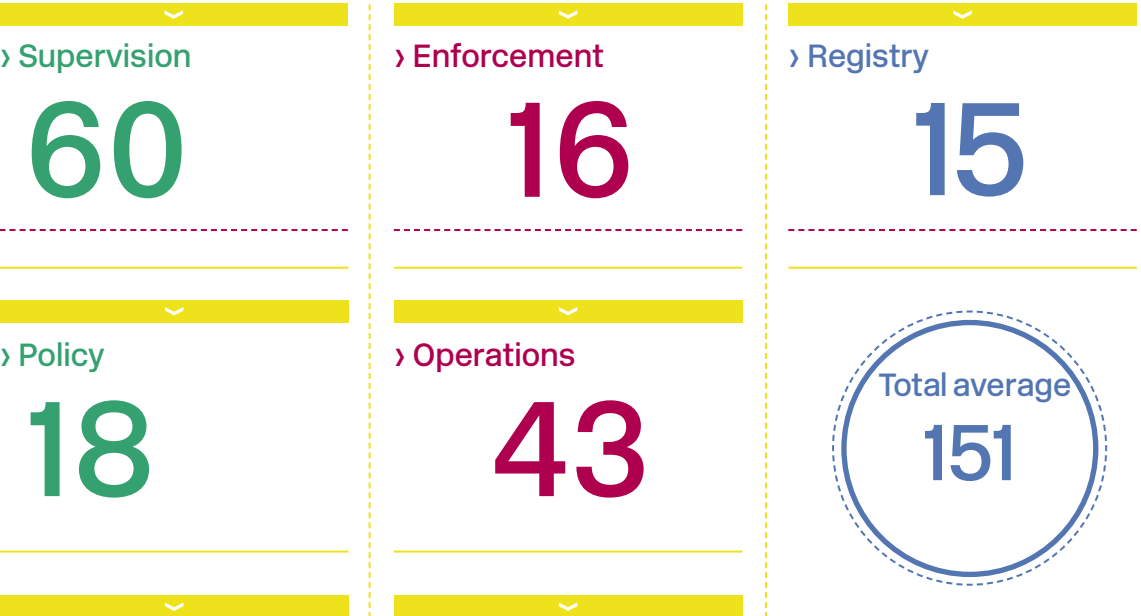 › Supervision
60
› Enforcement
16
› Registry
15
› Policy
18
› Operations
43
Total average
151